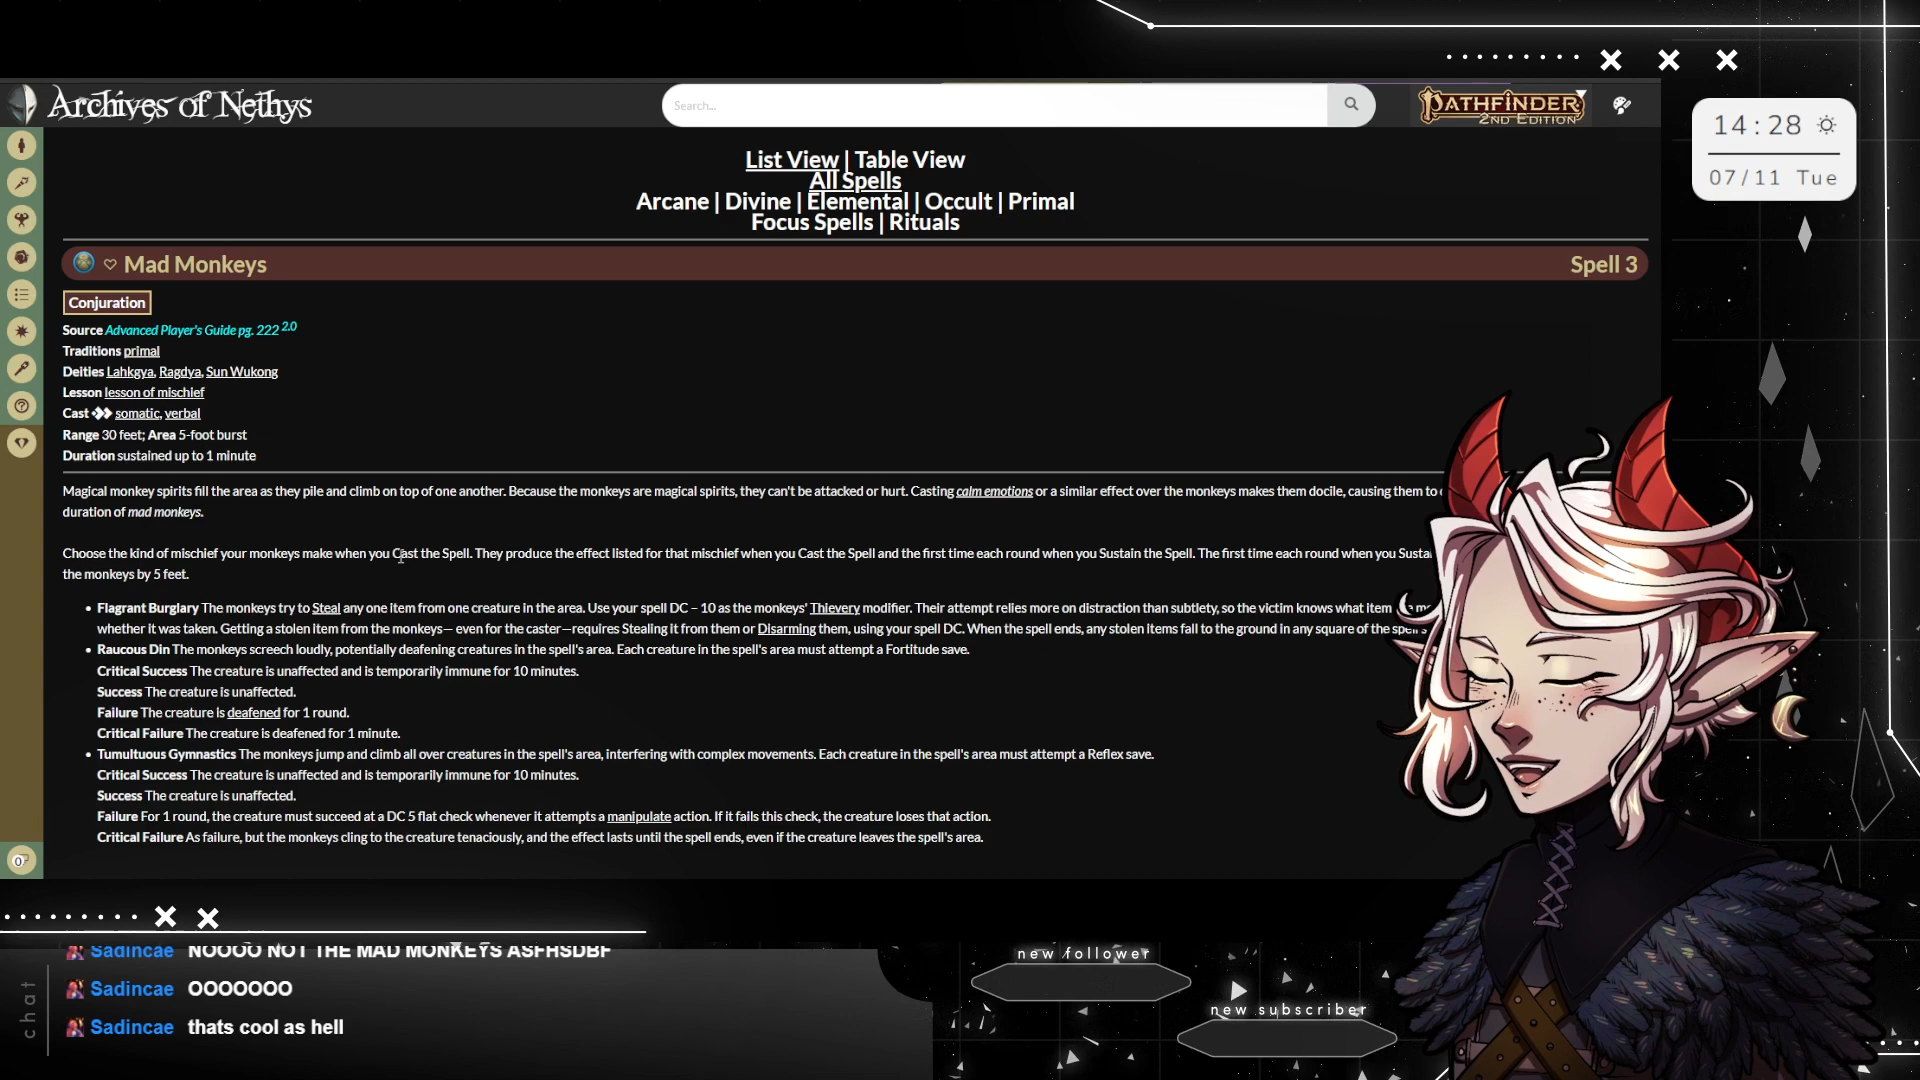 14:28
07/11 Tue
Archives of Nethys
Search...
PATHFINDER
2ND EDITION
List View | Table View
All Spells
Arcane | Divine | Elemental | Occult | Primal
Focus Spells | Rituals
Mad Monkeys
Spell 3
Conjuration
Source Advanced Player's Guide pg. 222 2.0
Traditions primal
Deities Lahkgya, Ragdya, Sun Wukong
Lesson lesson of mischief
Cast somatic, verbal
Range 30 feet; Area 5-foot burst
Duration sustained up to 1 minute
Magical monkey spirits fill the area as they pile and climb on top of one another. Because the monkeys are magical spirits, they can't be attacked or hurt. Casting calm emotions or a similar effect over the monkeys makes them docile, causing them to
duration of mad monkeys.
Choose the kind of mischief your monkeys make when you Cast the Spell. They produce the effect listed for that mischief when you Cast the Spell and the first time each round when you Sustain the Spell. The first time each round when you
the monkeys by 5 feet.
• Flagrant Burglary The monkeys try to Steal any one item from one creature in the area. Use your spell DC – 10 as the monkeys' Thievery modifier. Their attempt relies more on distraction than subtlety, so the victim knows what item
whether it was taken. Getting a stolen item from the monkeys— even for the caster—requires Stealing it from them or Disarming them, using your spell DC. When the spell ends, any stolen items fall to the ground in any square of the spell's
• Raucous Din The monkeys screech loudly, potentially deafening creatures in the spell's area. Each creature in the spell's area must attempt a Fortitude save.
Critical Success The creature is unaffected and is temporarily immune for 10 minutes.
Success The creature is unaffected.
Failure The creature is deafened for 1 round.
Critical Failure The creature is deafened for 1 minute.
• Tumultuous Gymnastics The monkeys jump and climb all over creatures in the spell's area, interfering with complex movements. Each creature in the spell's area must attempt a Reflex save.
Critical Success The creature is unaffected and is temporarily immune for 10 minutes.
Success The creature is unaffected.
Failure For 1 round, the creature must succeed at a DC 5 flat check whenever it attempts a manipulate action. If it fails this check, the creature loses that action.
Critical Failure As failure, but the monkeys cling to the creature tenaciously, and the effect lasts until the spell ends, even if the creature leaves the spell's area.
chat
Sadincae NOOOO NOT THE MAD MONKEYS ASFHSDBF
Sadincae OOOOOOO
Sadincae thats cool as hell
new follower
new subscriber